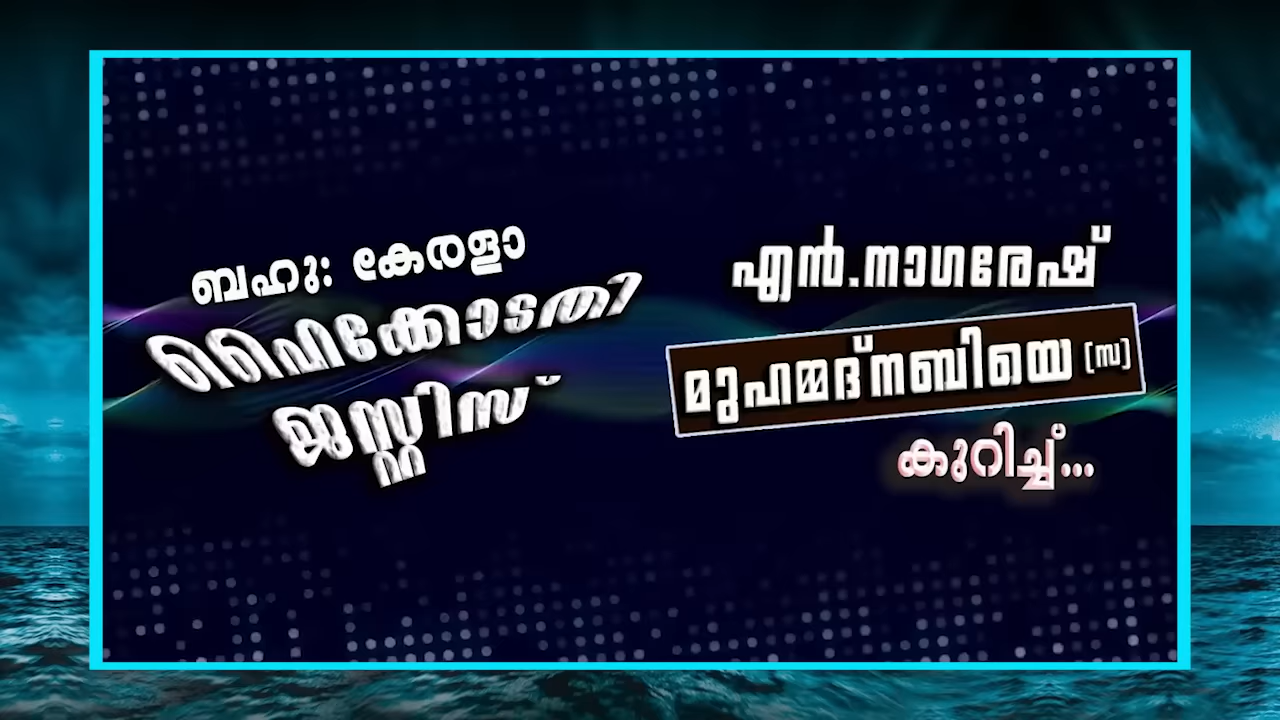 ബഹു: കേരളാ
ഹൈക്കോടതി
ജസ്റ്റിസ്
എൻ.നാഗരേഷ്
മുഹമ്മദ് നബിയെ (സ)
കുറിച്ച്...